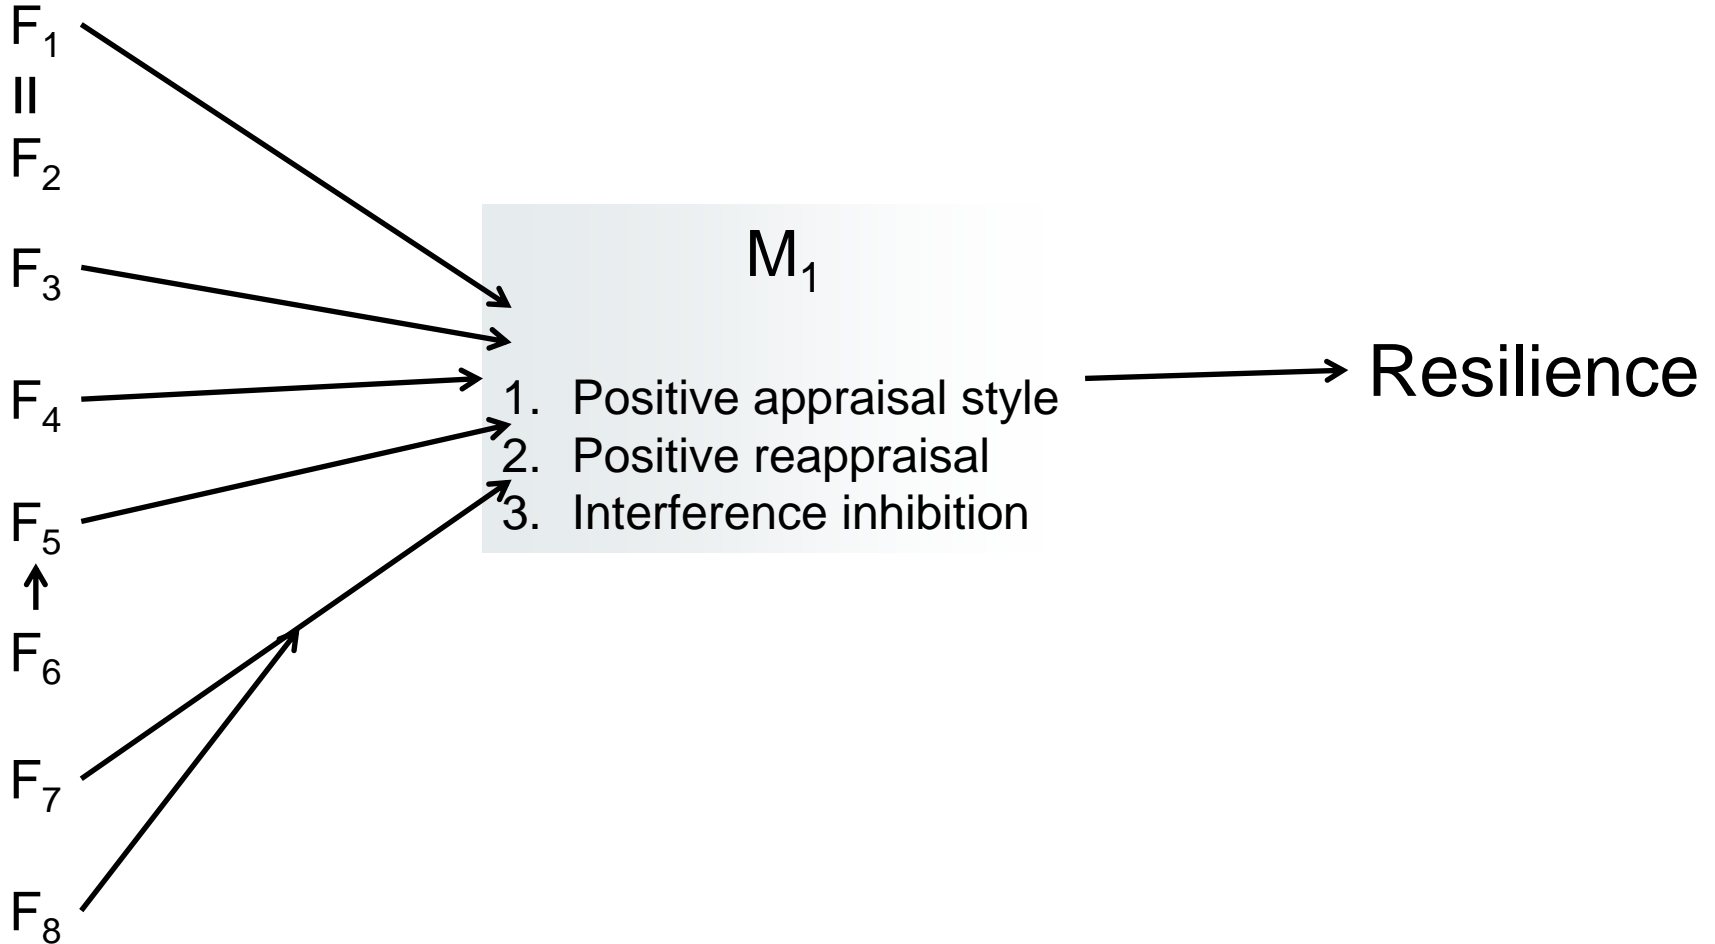 F₁
=
F₂
F₃
F₄
F₅
F₆
F₇
F₈
M₁
1. Positive appraisal style
2. Positive reappraisal
3. Interference inhibition
Resilience